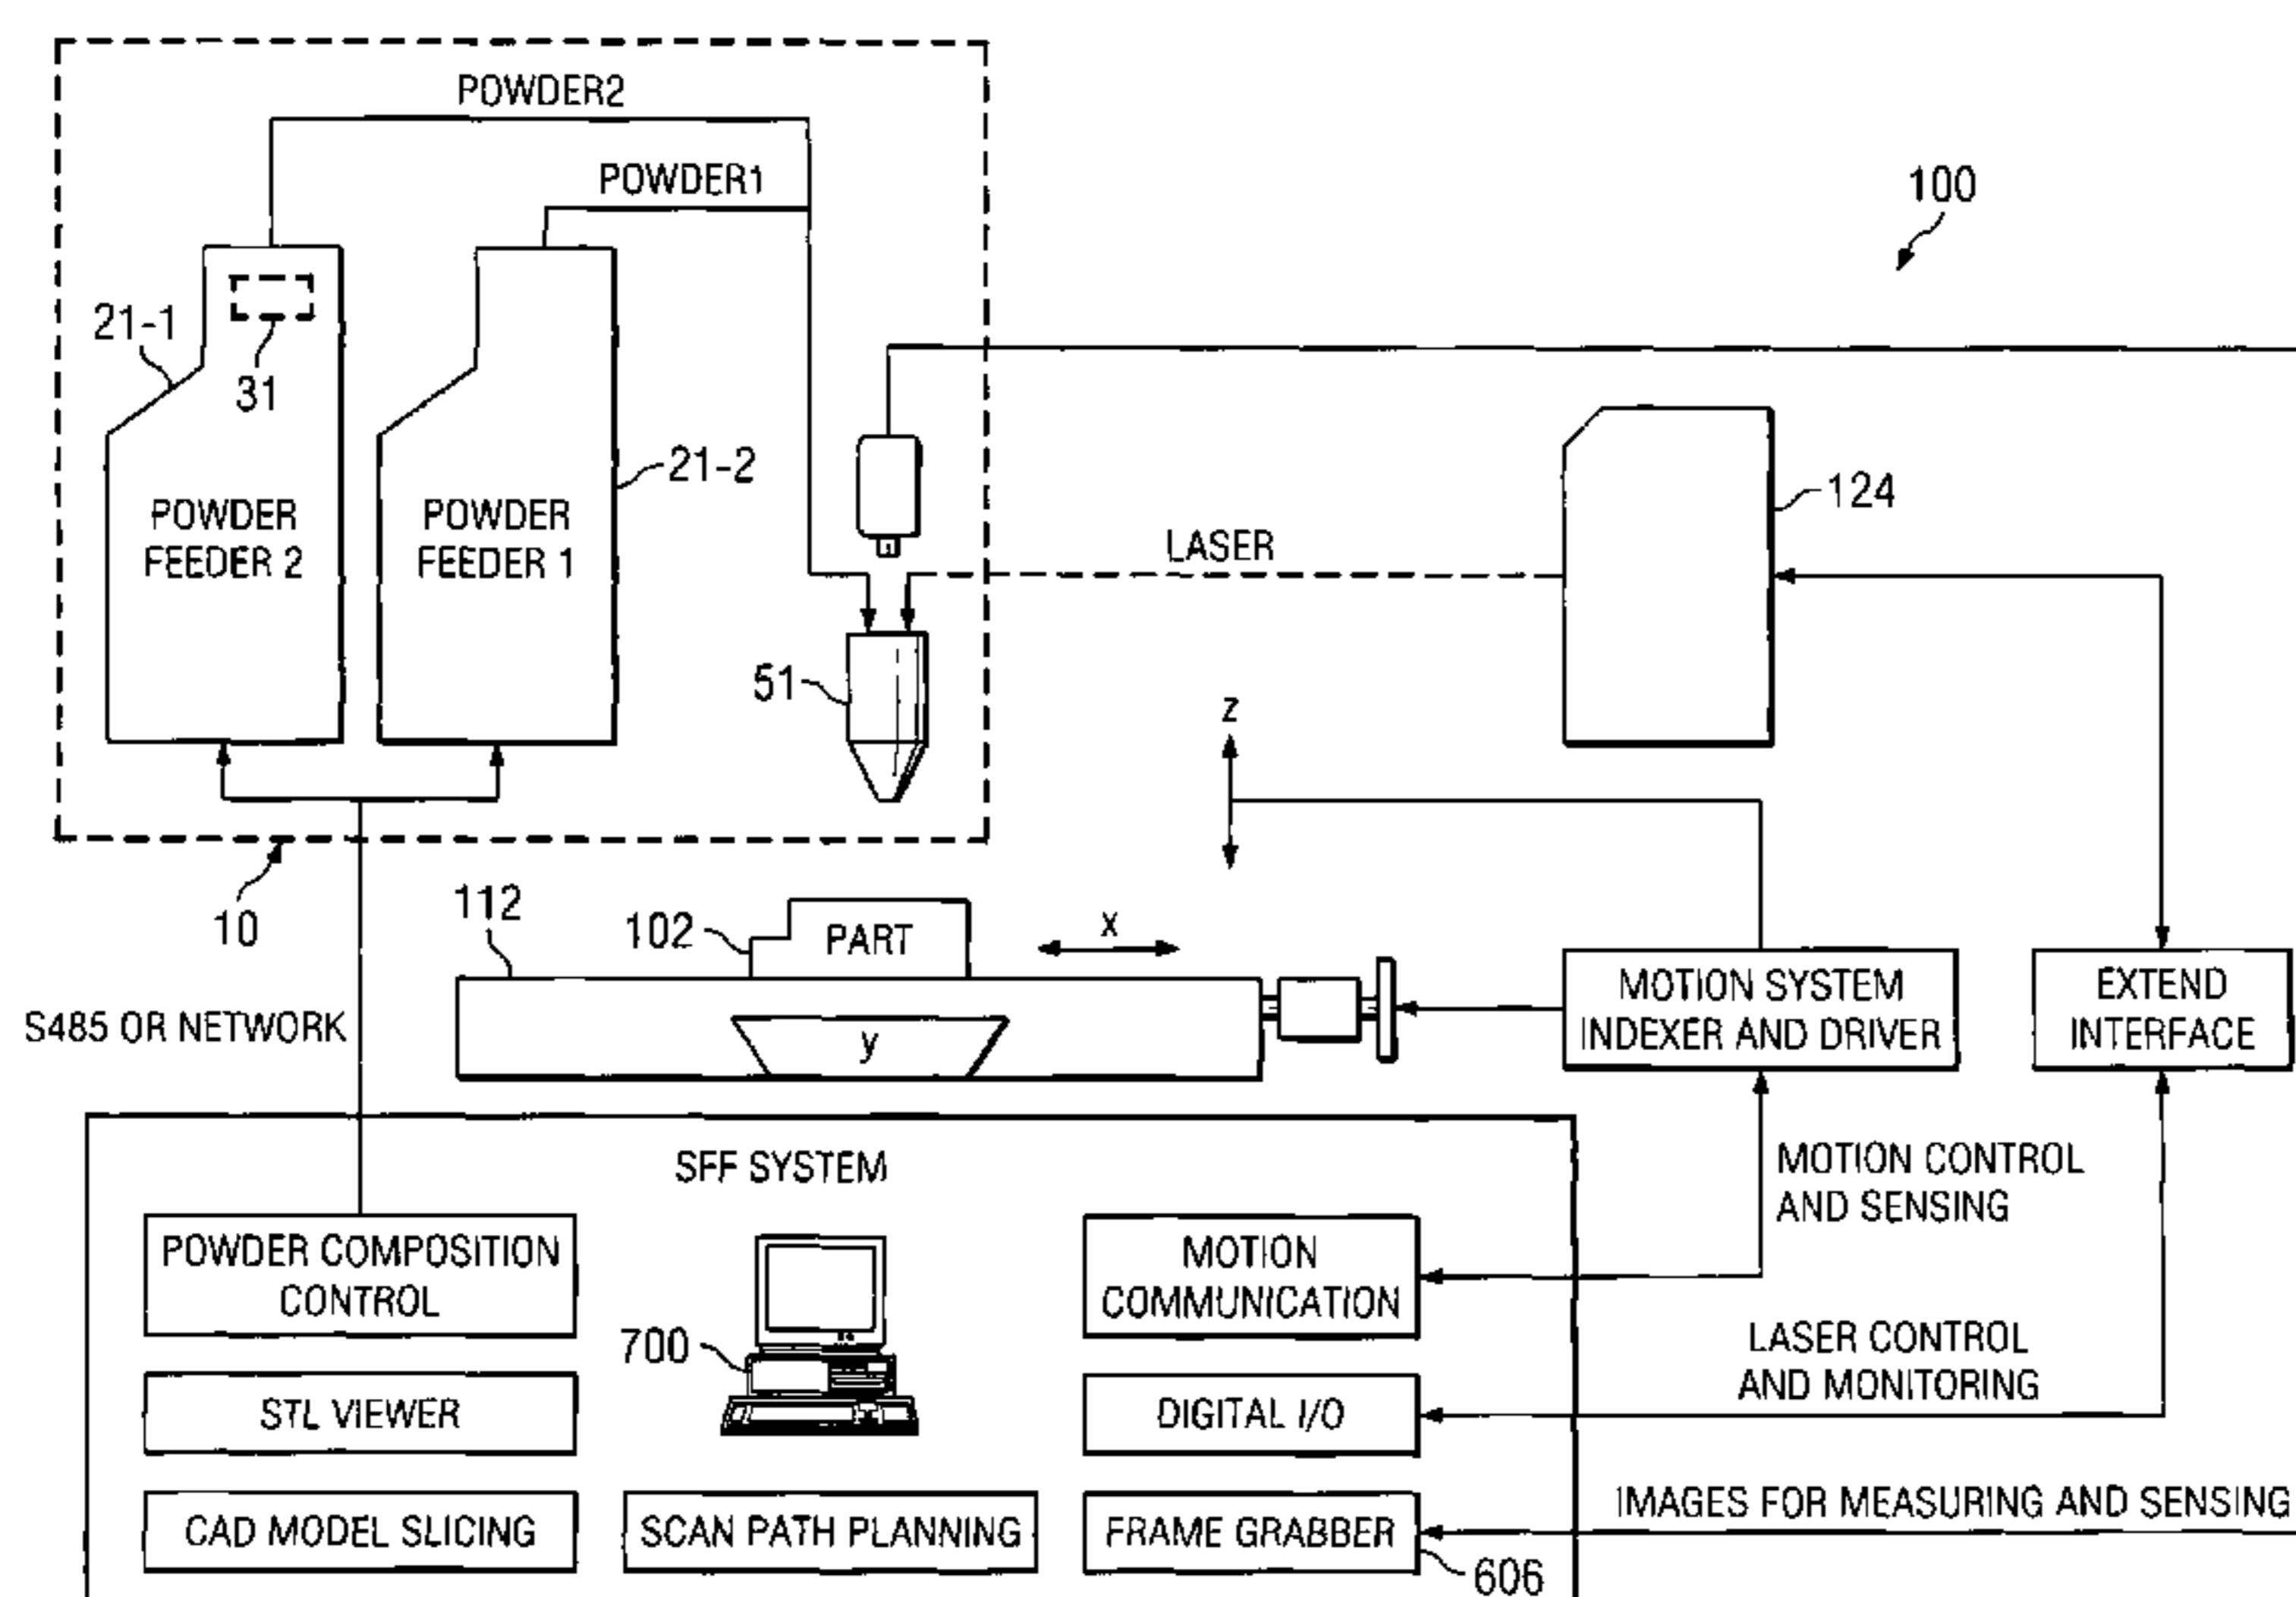 POWDER2
POWDER1
100
21-1
31
21-2
124
POWDER
FEEDER 2
POWDER
FEEDER 1
LASER
51
z
10
112
102
PART
x
MOTION SYSTEM
INDEXER AND DRIVER
EXTEND
INTERFACE
S485 OR NETWORK
y
SFF SYSTEM
MOTION CONTROL
AND SENSING
POWDER COMPOSITION
CONTROL
MOTION
COMMUNICATION
700
LASER CONTROL
AND MONITORING
STL VIEWER
DIGITAL I/O
CAD MODEL SLICING
SCAN PATH PLANNING
FRAME GRABBER
IMAGES FOR MEASURING AND SENSING
606